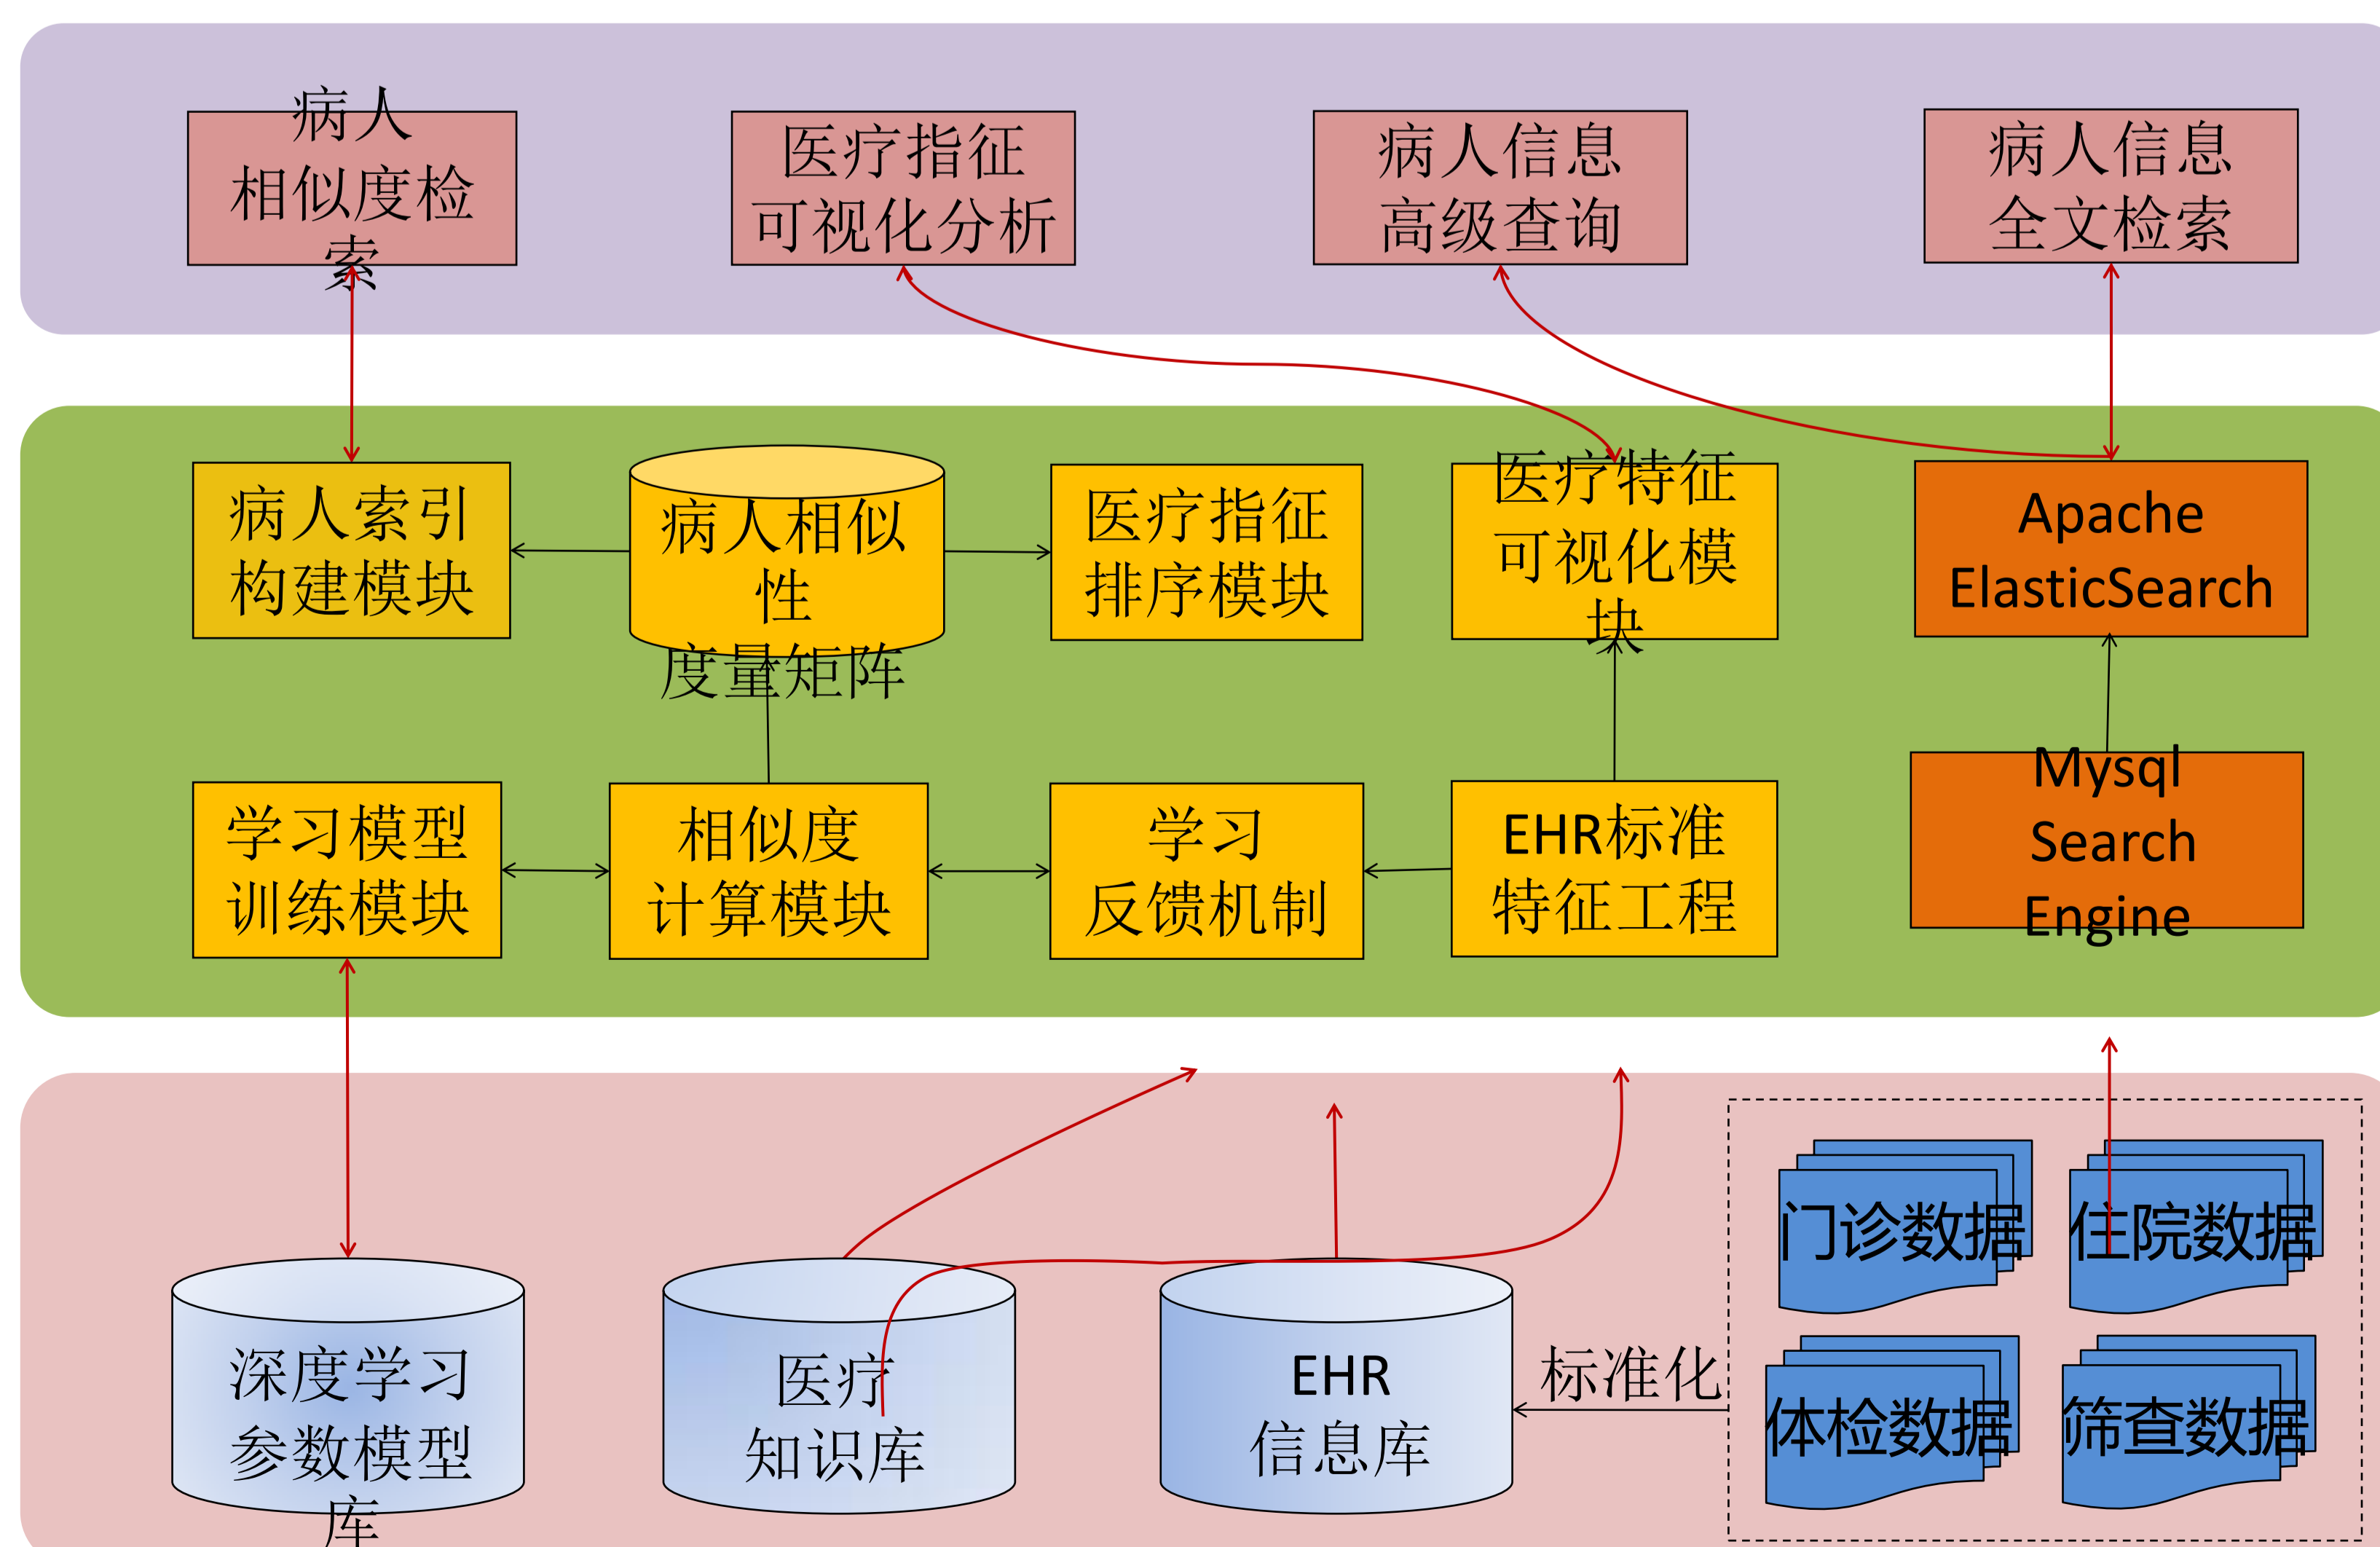 病人
相似度检
索
医疗指征
可视化分析
病人信息
高级查询
病人信息
全文检索
病人索引
构建模块
病人相似
性
度量矩阵
医疗指征
排序模块
医疗特征
可视化模
块
Apache
ElasticSearch
学习模型
训练模块
相似度
计算模块
学习
反馈机制
EHR标准
特征工程
Mysql
Search
Engine
深度学习
参数模型
库
医疗
知识库
EHR
信息库
标准化
门诊数据
住院数据
体检数据
筛查数据